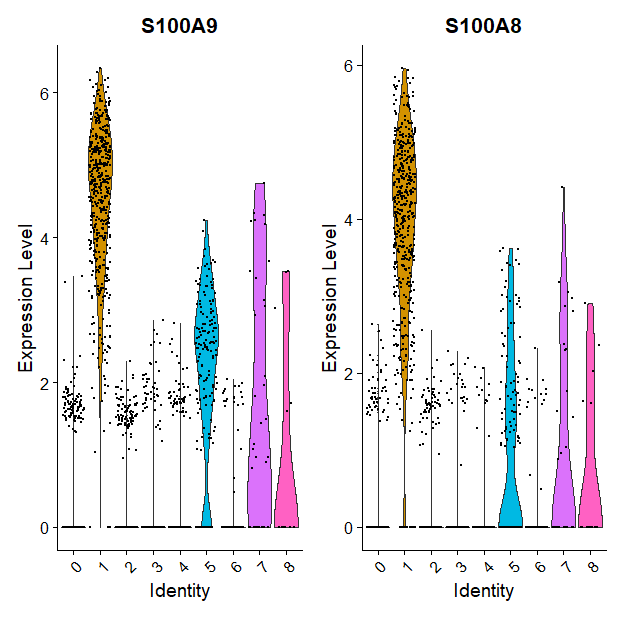 S100A9
Expression Level
6
4
2
0
0 1 2 3 4 5 6 7 8
Identity
S100A8
Expression Level
6
4
2
0
0 1 2 3 4 5 6 7 8
Identity